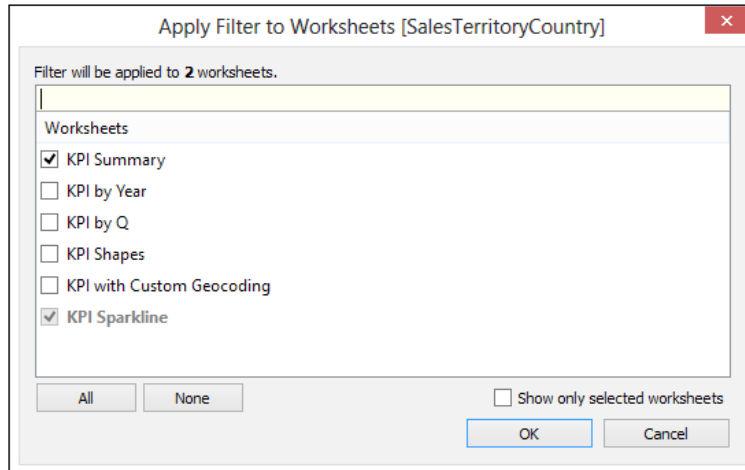 Apply Filter to Worksheets [SalesTerritoryCountry]
Filter will be applied to 2 worksheets.
Worksheets
KPI Summary
KPI by Year
KPI by Q
KPI Shapes
KPI with Custom Geocoding
KPI Sparkline
All None Show only selected worksheets
OK Cancel